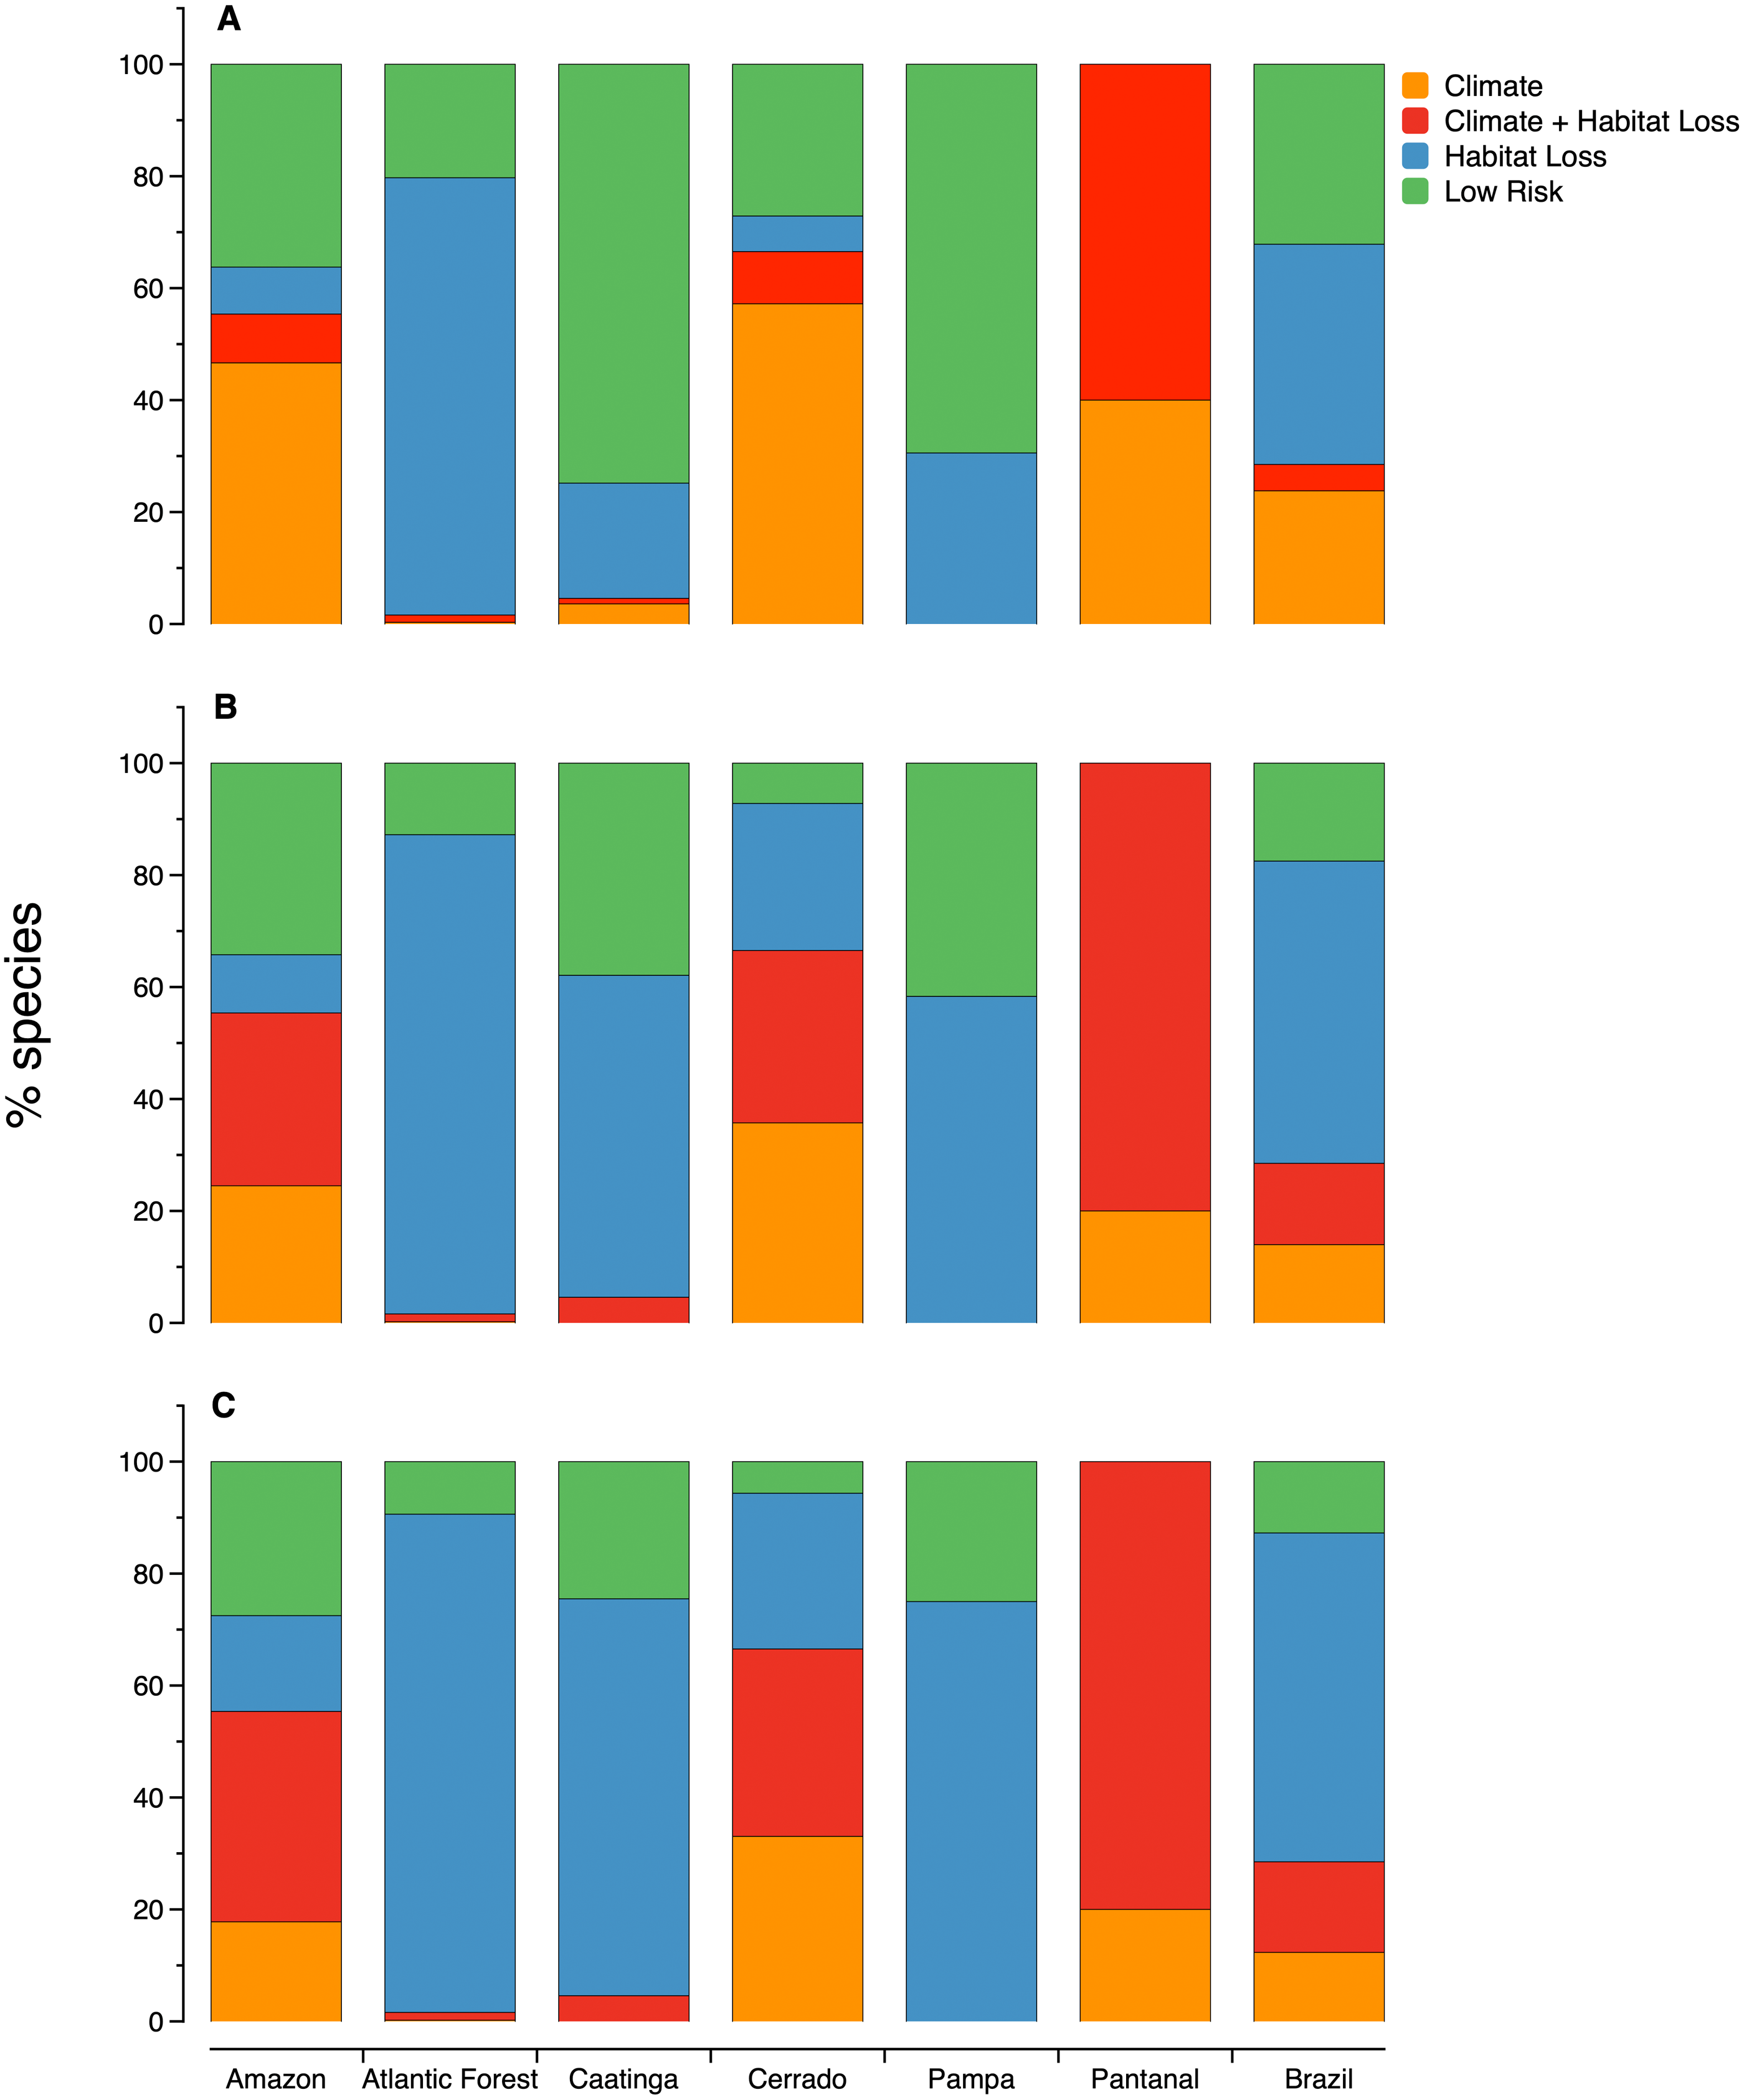 A
100
80
60
40
20
0
Climate
Climate + Habitat Loss
Habitat Loss
Low Risk
B
100
80
60
40
20
0
% species
C
100
80
60
40
20
0
Amazon Atlantic Forest Caatinga Cerrado Pampa Pantanal Brazil